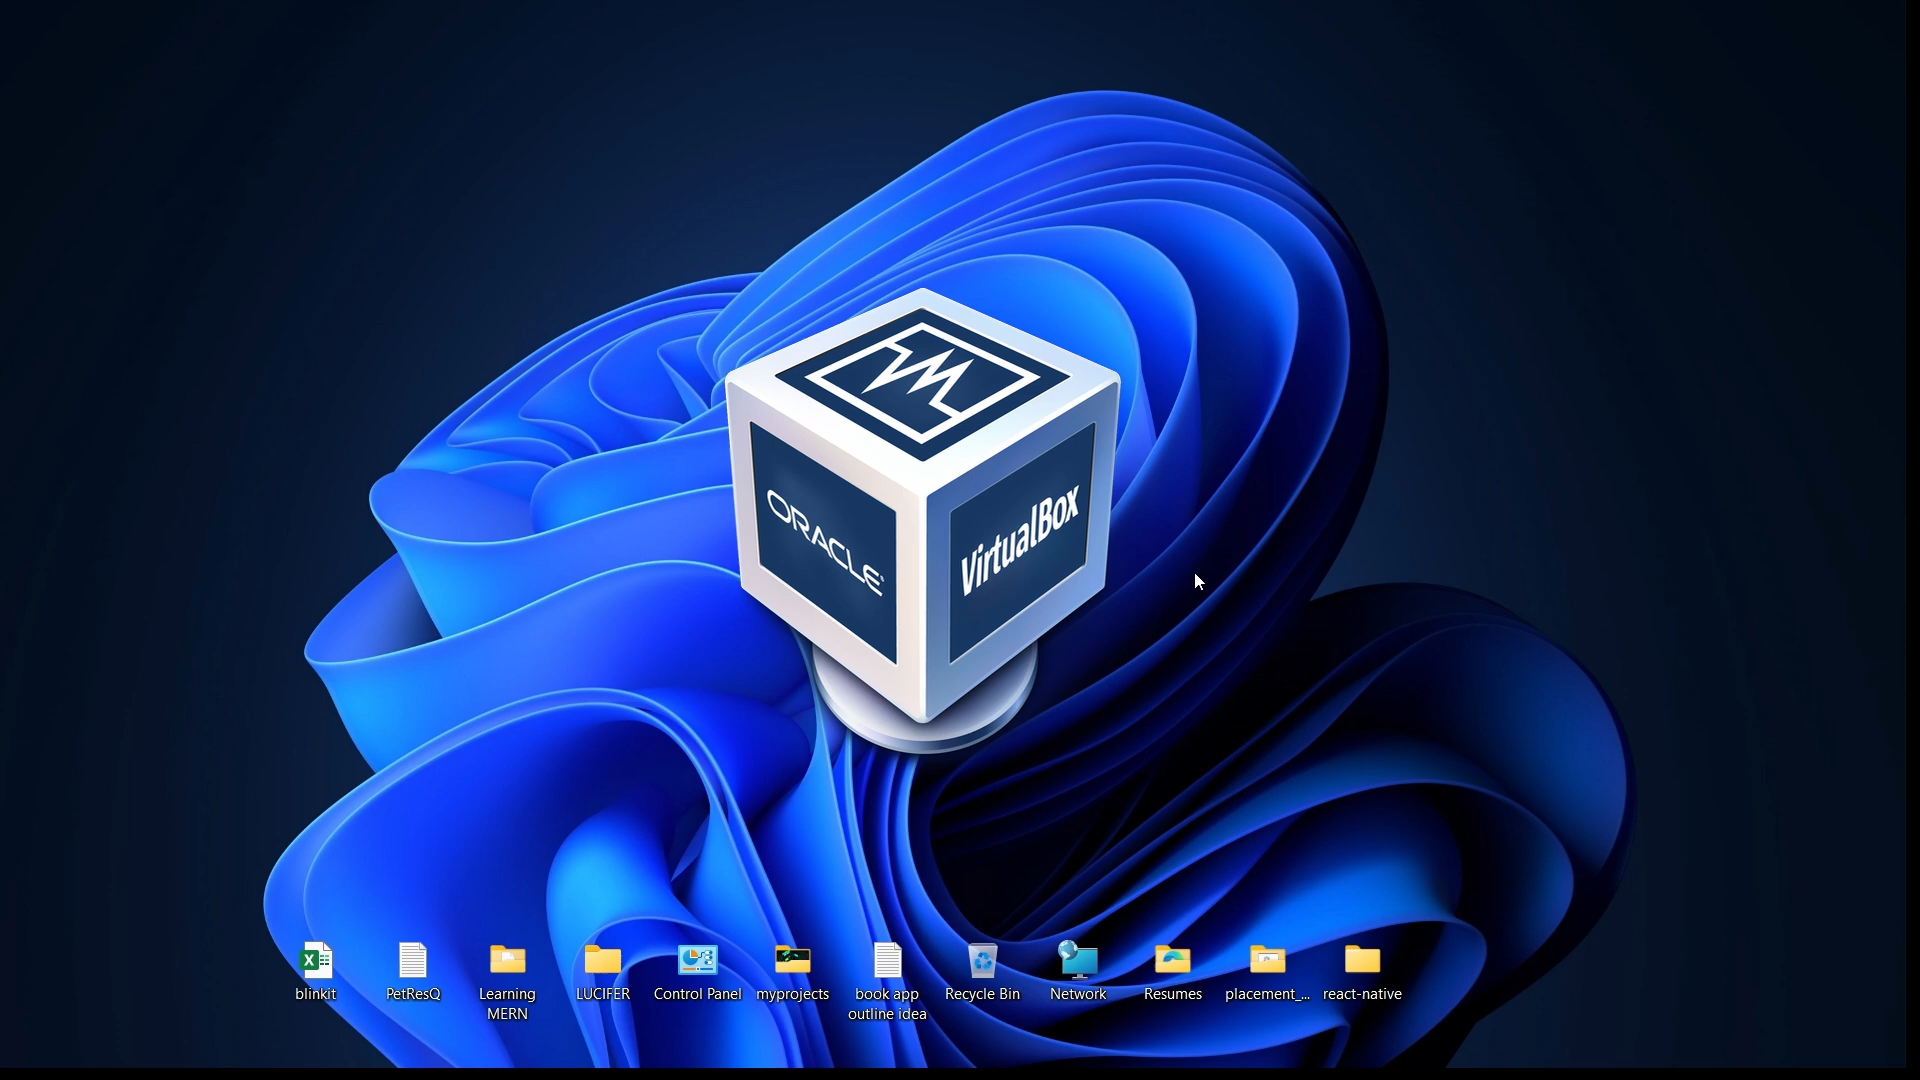 ORACLE
VirtualBox
blinkit
PetResQ
Learning
MERN
LUCIFER
Control Panel
myprojects
book app
outline idea
Recycle Bin
Network
Resumes
placement_...
react-native